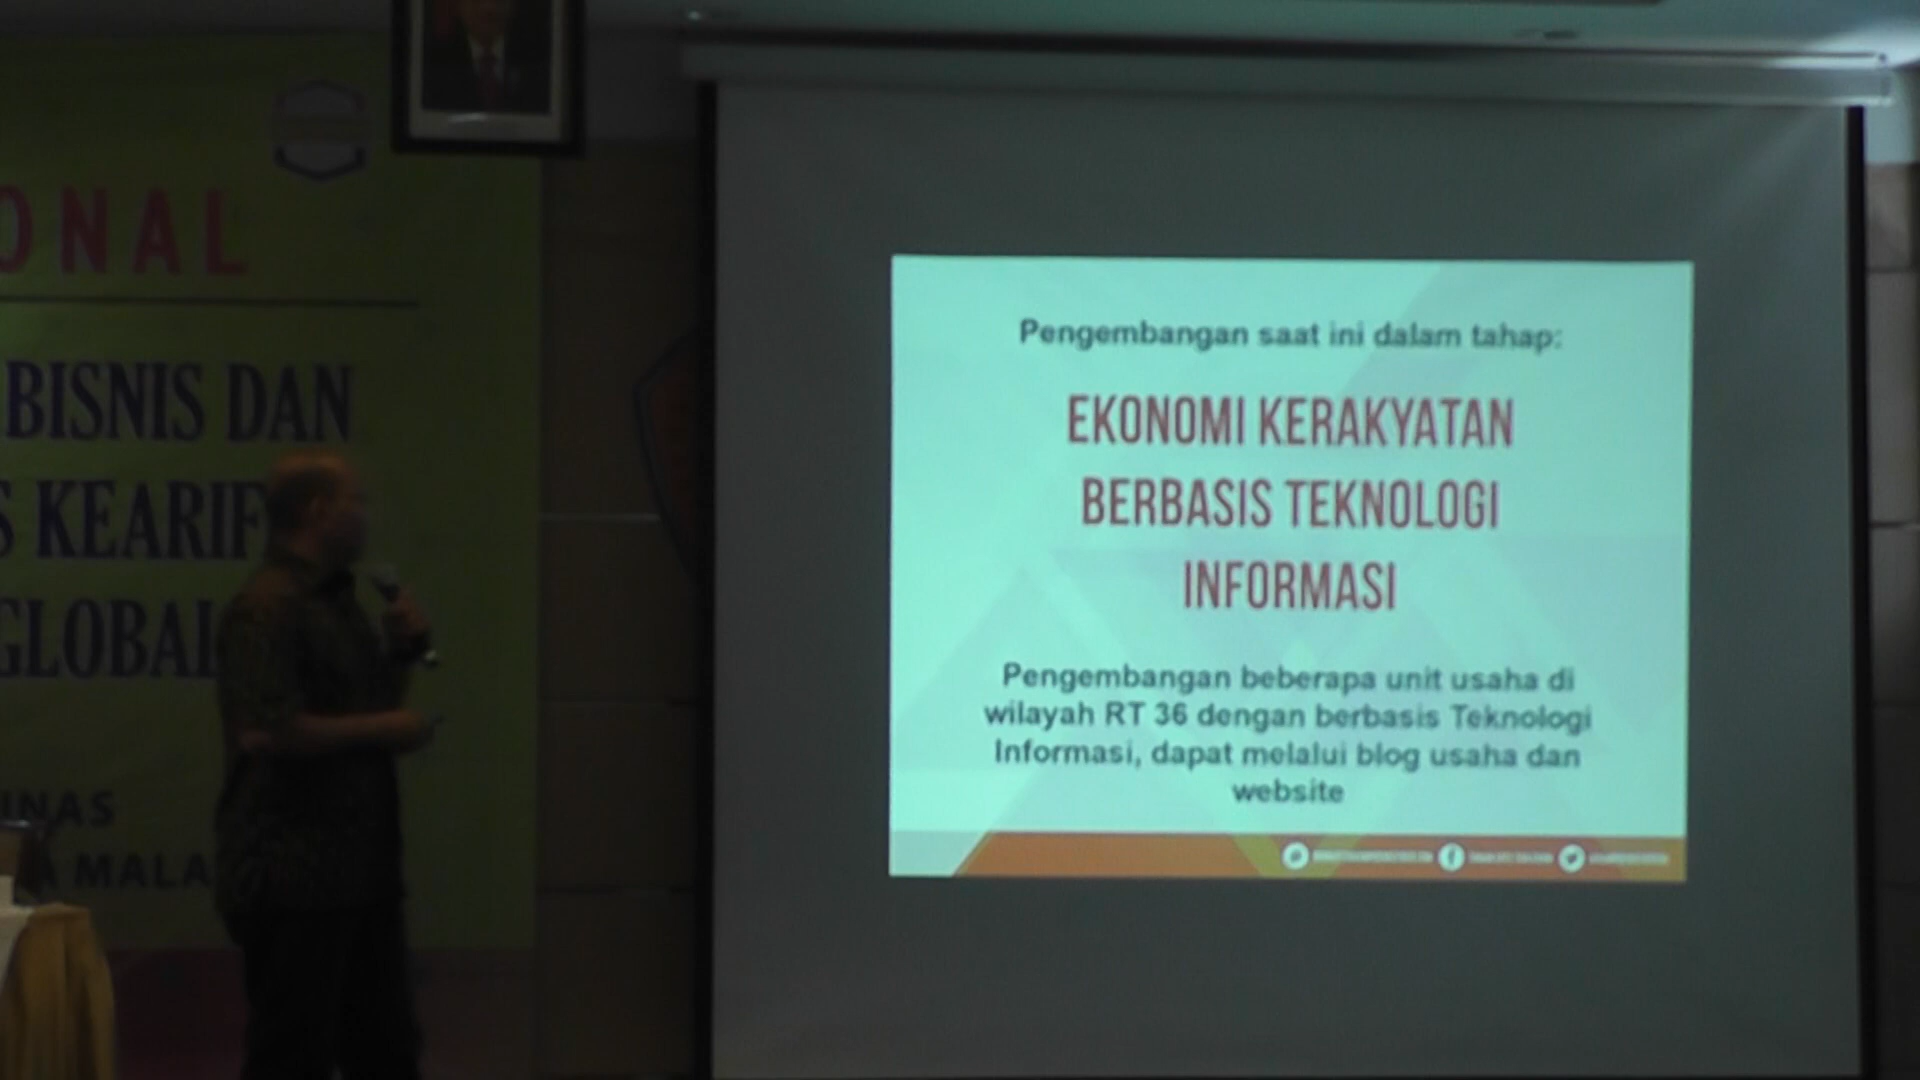 ONAL
BISNIS DAN
S KEARIF
GLOBAL
INAS
A MALA
Pengembangan saat ini dalam tahap:
EKONOMI KERAKYATAN
BERBASIS TEKNOLOGI
INFORMASI
Pengembangan beberapa unit usaha di
wilayah RT 36 dengan berbasis Teknologi
Informasi, dapat melalui blog usaha dan
website